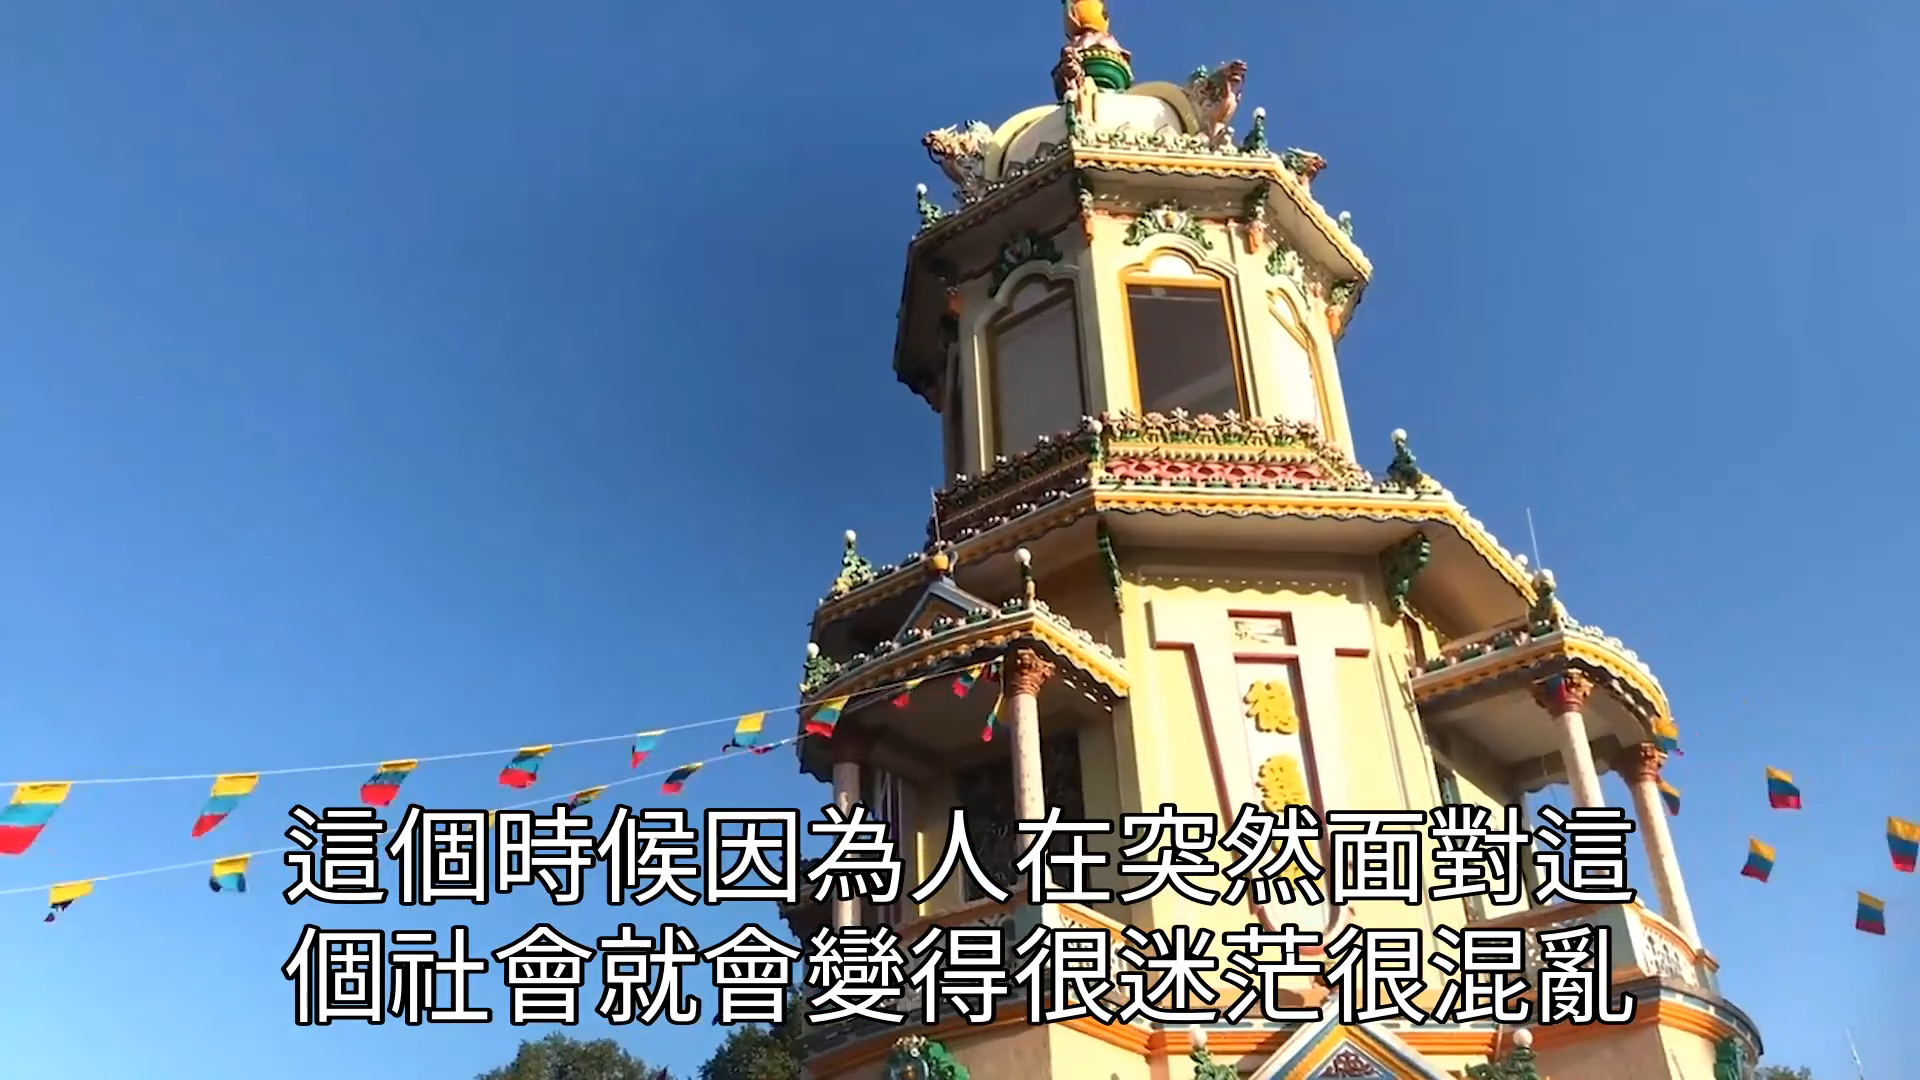 德
這個時候因為人在突然面對這
個社會就會變得很迷茫很混亂